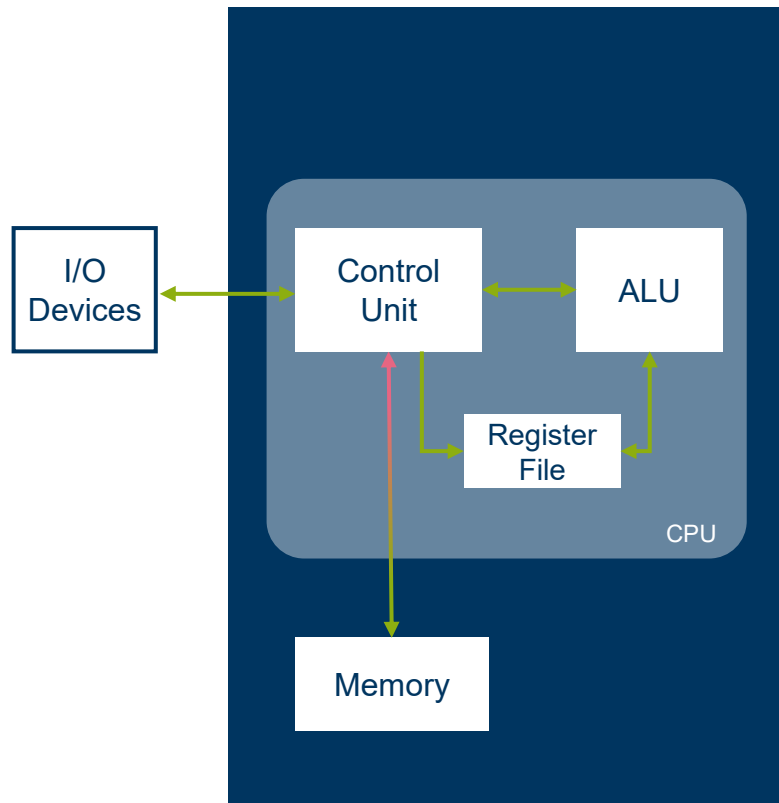 I/O
Devices
Control
Unit
ALU
Register
File
CPU
Memory